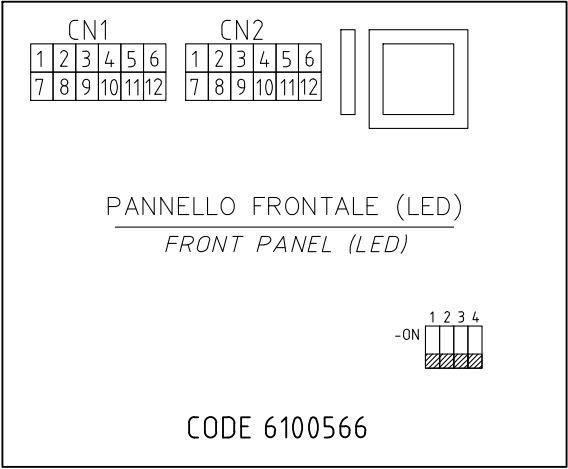 CN1 CN2
1 2 3 4 5 6 1 2 3 4 5 6
7 8 9 10 11 12 7 8 9 10 11 12
PANNELLO FRONTALE (LED)
FRONT PANEL (LED)
1 2 3 4
-ON
CODE 6100566